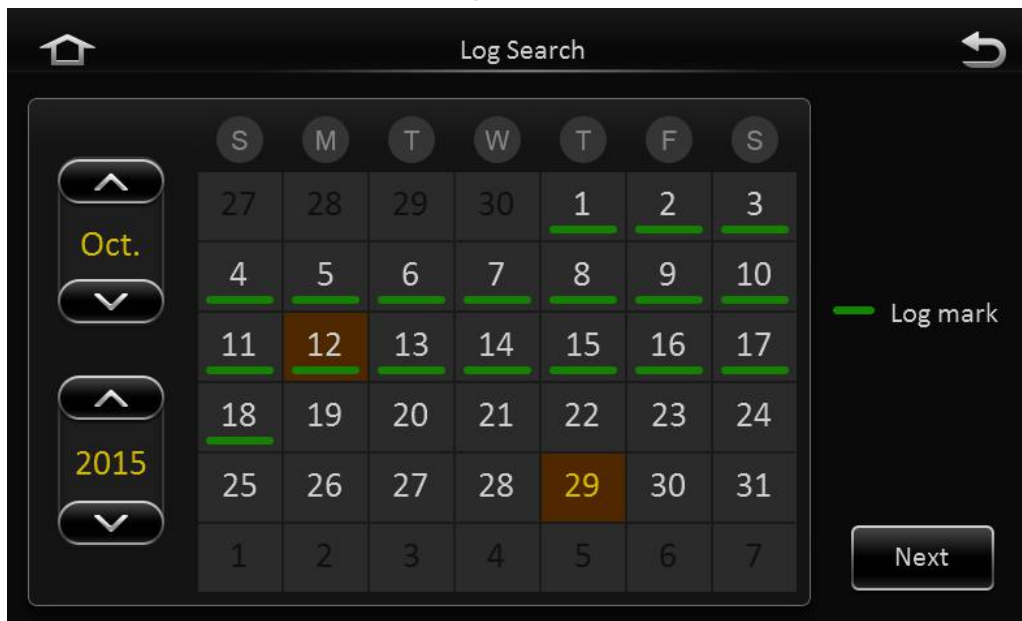 Log Search
S M T W T F S
27 28 29 30 1 2 3
Oct.
4 5 6 7 8 9 10
Log mark
11 12 13 14 15 16 17
18 19 20 21 22 23 24
2015
25 26 27 28 29 30 31
1 2 3 4 5 6 7
Next